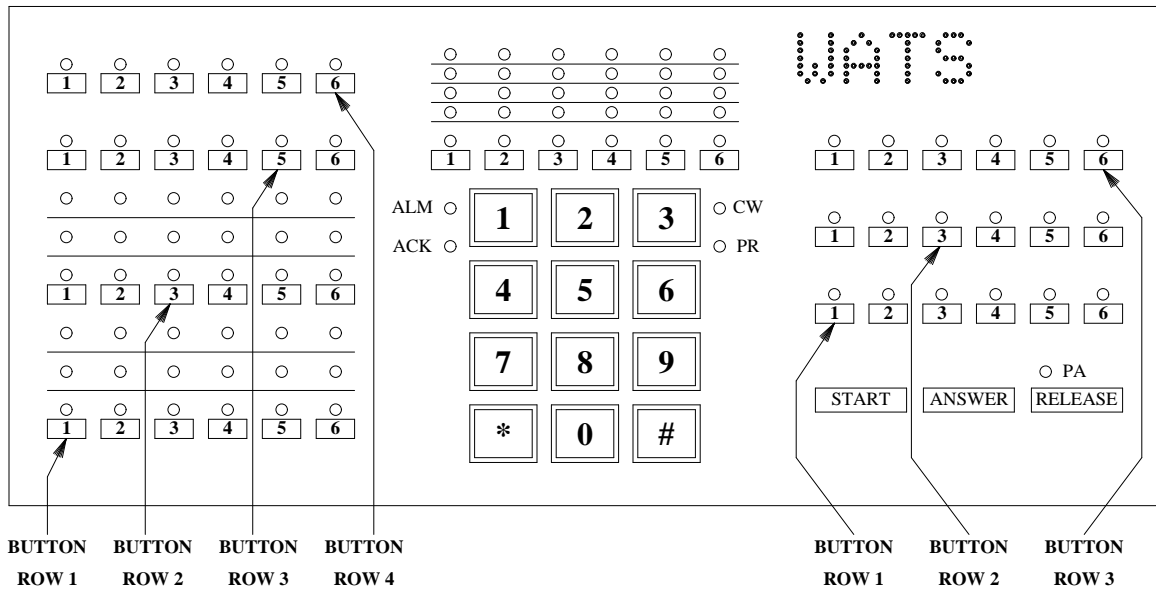 WATS
1 2 3 4 5 6
1 2 3 4 5 6
1 2 3 4 5 6
1 2 3 4 5 6
1 2 3 4 5 6
ALM
ACK
CW
PR
1 2 3
4 5 6
7 8 9
* 0 #
1 2 3 4 5 6
1 2 3 4 5 6
1 2 3 4 5 6
PA
START ANSWER RELEASE
BUTTON ROW 1
BUTTON ROW 2
BUTTON ROW 3
BUTTON ROW 4
BUTTON ROW 1
BUTTON ROW 2
BUTTON ROW 3